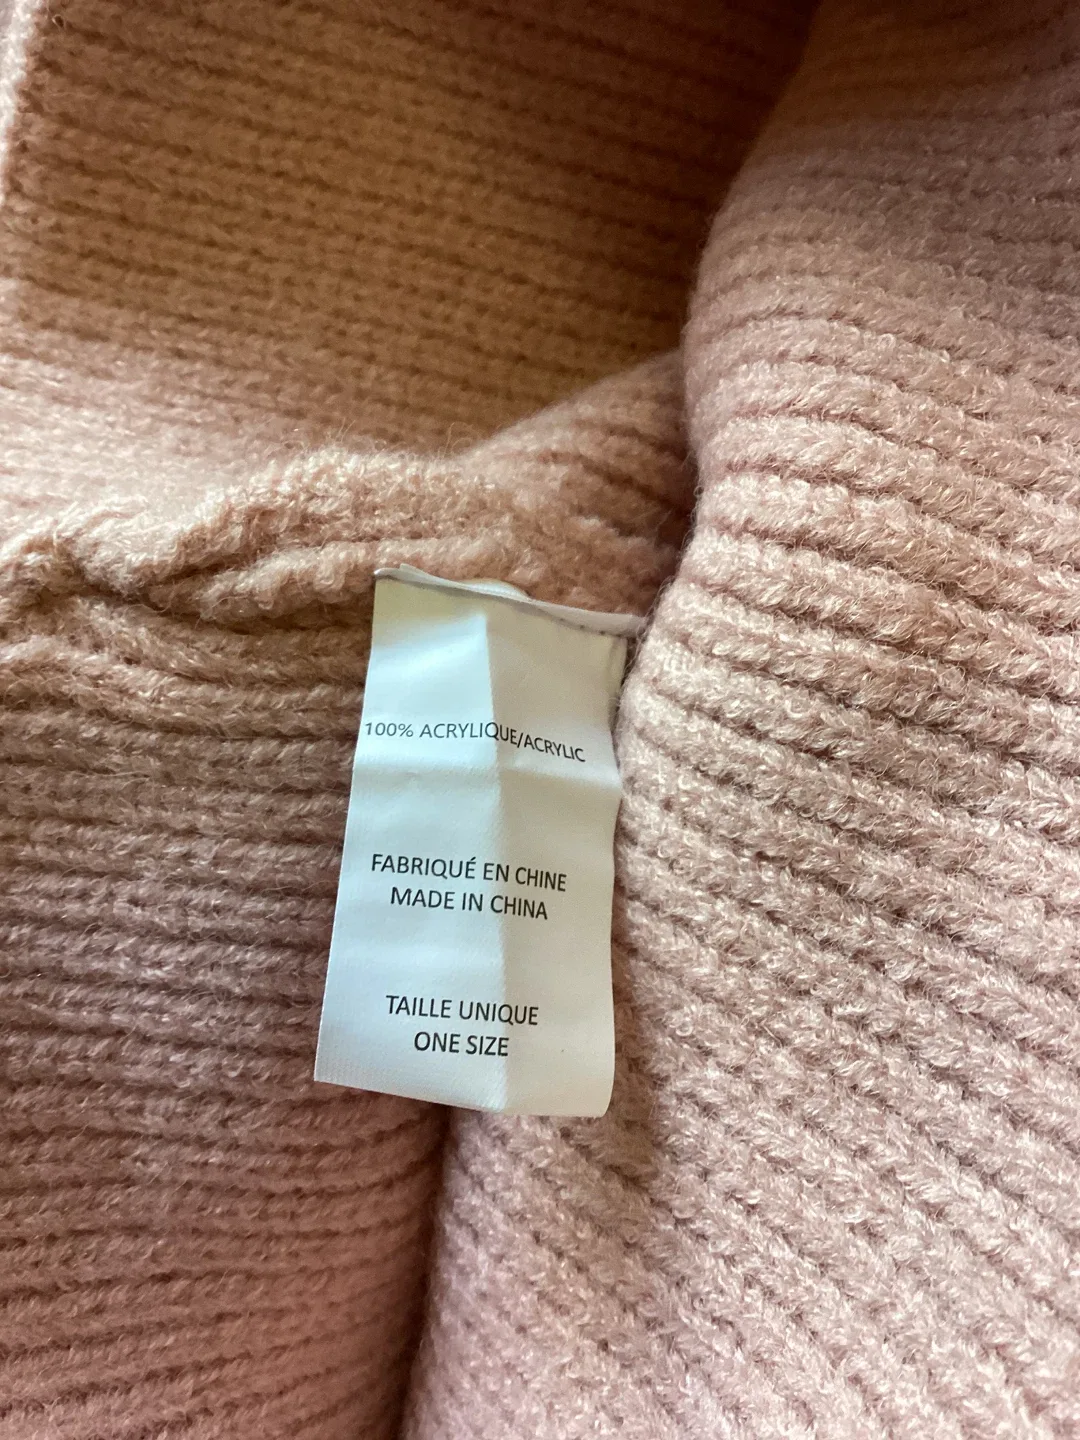 100% ACRYLIQUE/ACRYLIC
FABRIQUÉ EN CHINE
MADE IN CHINA
TAILLE UNIQUE
ONE SIZE